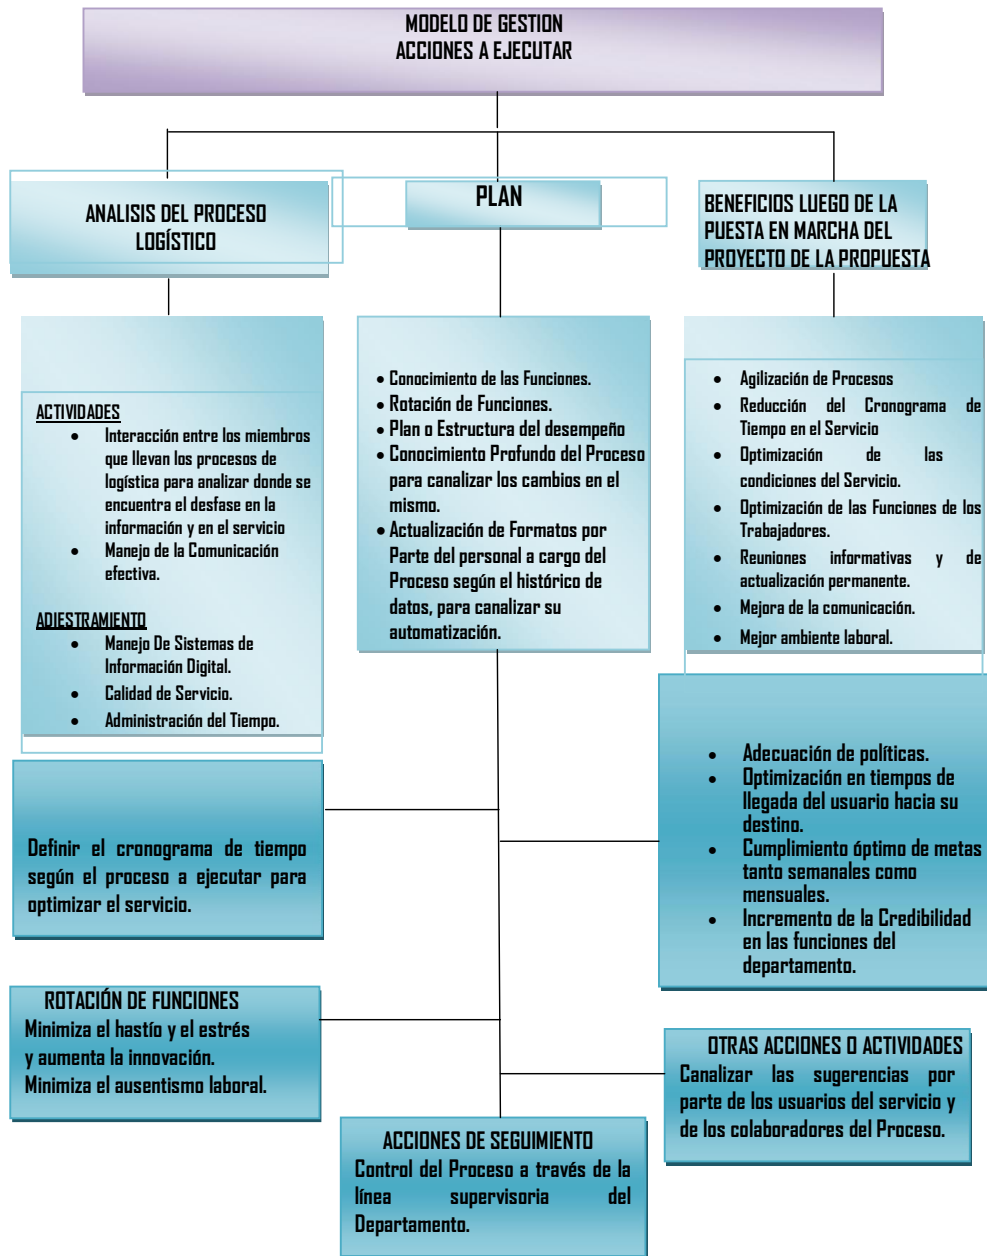 MODELO DE GESTION
ACCIONES A EJECUTAR
ANALISIS DEL PROCESO
LOGÍSTICO
PLAN
BENEFICIOS LUEGO DE LA
PUESTA EN MARCHA DEL
PROYECTO DE LA PROPUESTA
ACTIVIDADES
• Interacción entre los miembros
que llevan los procesos de
logística para analizar donde se
encuentra el desfase en la
información y en el servicio
• Manejo de la Comunicación
efectiva.
ADIESTRAMIENTO
• Manejo De Sistemas de
Información Digital.
• Calidad de Servicio.
• Administración del Tiempo.
• Conocimiento de las Funciones.
• Rotación de Funciones.
• Plan o Estructura del desempeño
• Conocimiento Profundo del Proceso
para canalizar los cambios en el
mismo.
• Actualización de Formatos por
Parte del personal a cargo del
Proceso según el histórico de
datos, para canalizar su
automatización.
• Agilización de Procesos
• Reducción del Cronograma de
Tiempo en el Servicio
• Optimización de las
condiciones del Servicio.
• Optimización de las Funciones de los
Trabajadores.
• Reuniones informativas y de
actualización permanente.
• Mejora de la comunicación.
• Mejor ambiente laboral.
Definir el cronograma de tiempo
según el proceso a ejecutar para
optimizar el servicio.
• Adecuación de políticas.
• Optimización en tiempos de
llegada del usuario hacia su
destino.
• Cumplimiento óptimo de metas
tanto semanales como
mensuales.
• Incremento de la Credibilidad
en las funciones del
departamento.
ROTACIÓN DE FUNCIONES
Minimiza el hastío y el estrés
y aumenta la innovación.
Minimiza el ausentismo laboral.
OTRAS ACCIONES O ACTIVIDADES
Canalizar las sugerencias por
parte de los usuarios del servicio y
de los colaboradores del Proceso.
ACCIONES DE SEGUIMIENTO
Control del Proceso a través de la
línea supervisoria del
Departamento.